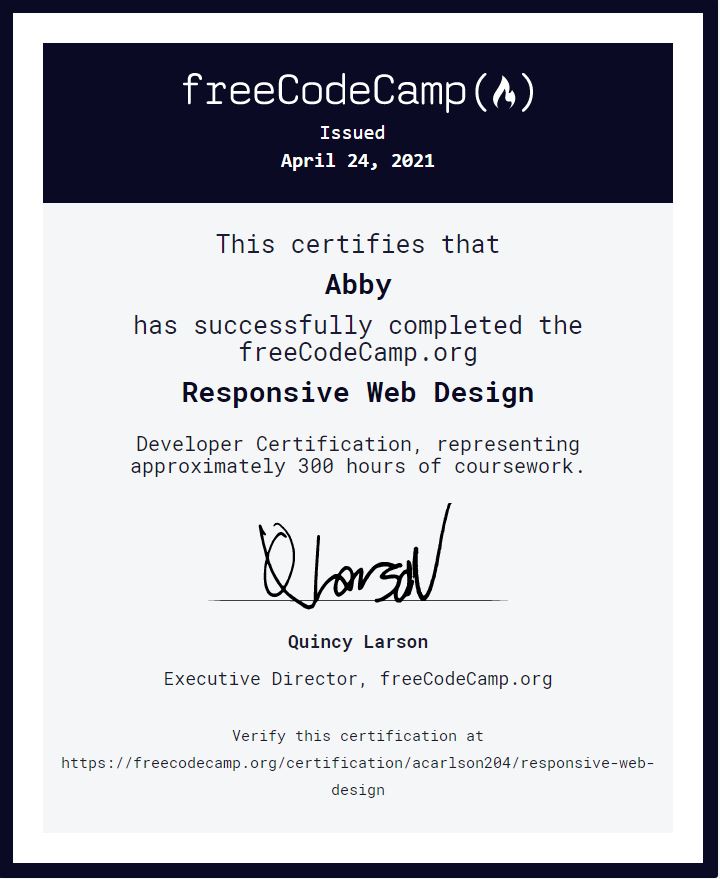 freeCodeCamp(🔥)
Issued
April 24, 2021
This certifies that
Abby
has successfully completed the
freeCodeCamp.org
Responsive Web Design
Developer Certification, representing
approximately 300 hours of coursework.
Q Larson
Quincy Larson
Executive Director, freeCodeCamp.org
Verify this certification at
https://freecodecamp.org/certification/acarlson204/responsive-web-
design